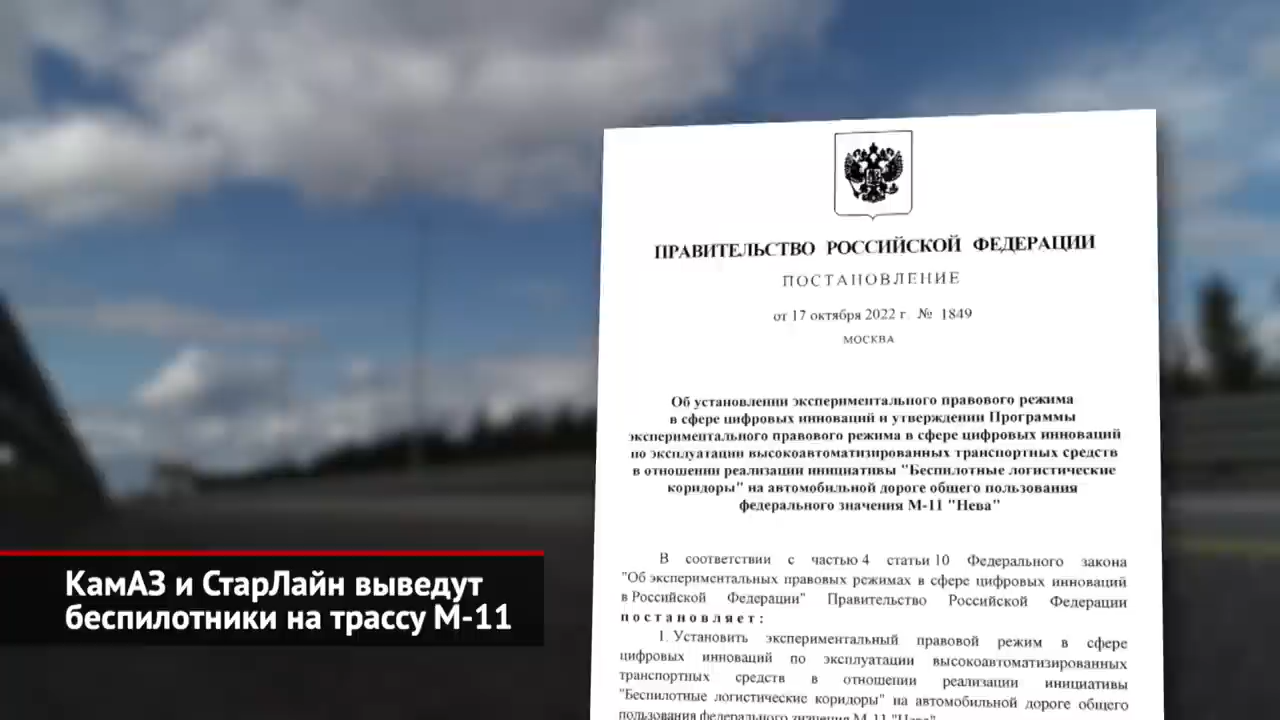 ПРАВИТЕЛЬСТВО РОССИЙСКОЙ ФЕДЕРАЦИИ
ПОСТАНОВЛЕНИЕ
от 17 октября 2022 г. № 1849
МОСКВА
Об установлении экспериментального правового режима
в сфере цифровых инноваций и утверждении Программы
экспериментального правового режима в сфере цифровых инноваций
по эксплуатации высокоавтоматизированных транспортных средств
в отношении реализации инициативы "Беспилотные логистические
коридоры" на автомобильной дороге общего пользования
федерального значения М-11 "Нева"
В соответствии с частью 4 статьи 10 Федерального закона
"Об экспериментальных правовых режимах в сфере цифровых инноваций
в Российской Федерации" Правительство Российской Федерации
постановляет:
1. Установить экспериментальный правовой режим в сфере
цифровых инноваций по эксплуатации высокоавтоматизированных
транспортных средств в отношении реализации инициативы
"Беспилотные логистические коридоры" на автомобильной дороге общего
пользования федерального значения М-11 "Нева"
КамАЗ и СтарЛайн выведут
беспилотники на трассу М-11